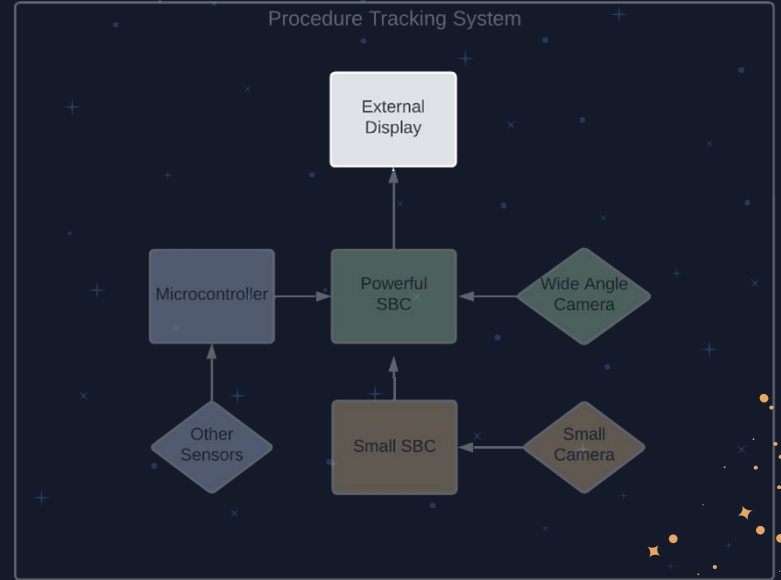 Procedure Tracking System
External
Display
Microcontroller
Powerful
SBC
Wide Angle
Camera
Other
Sensors
Small SBC
Small
Camera